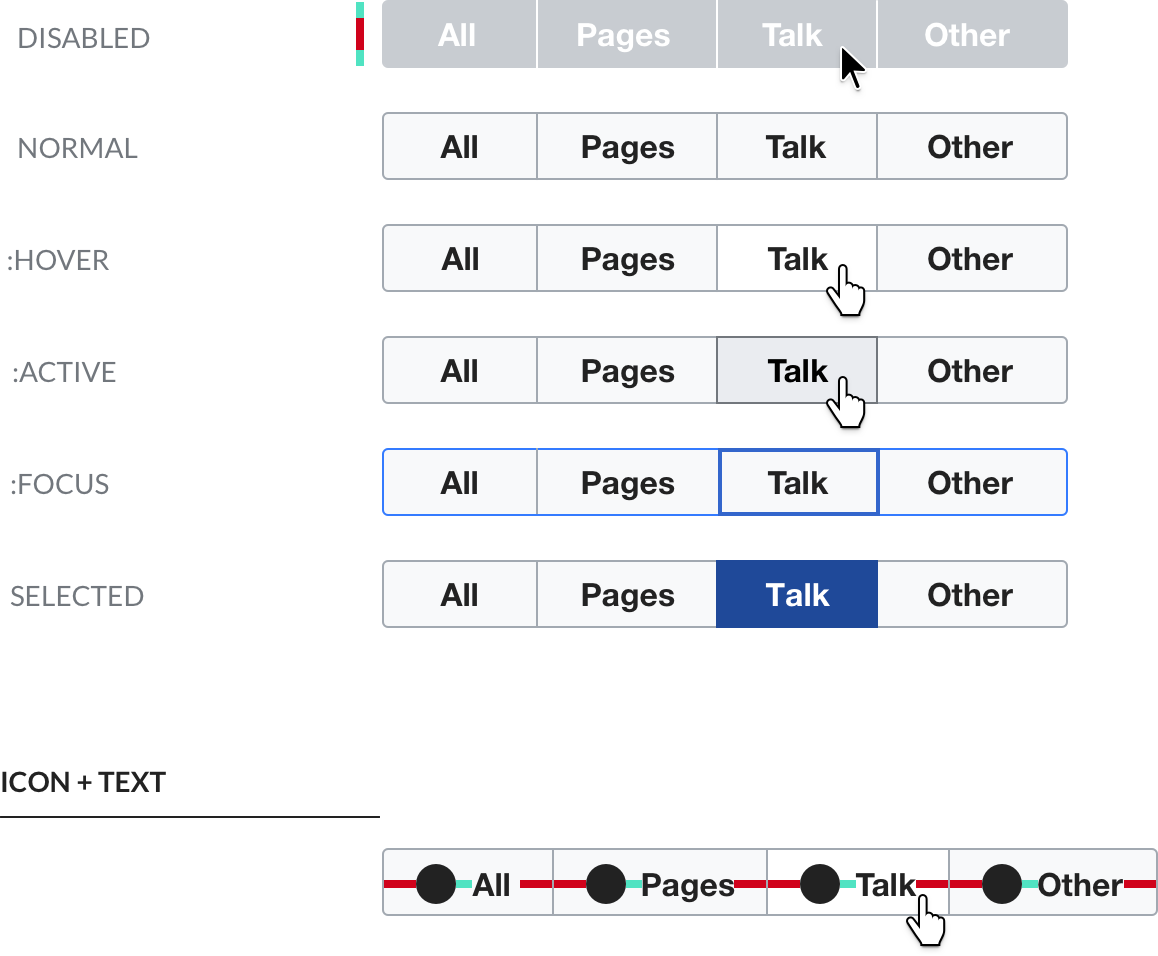 DISABLED All Pages Talk Other
NORMAL All Pages Talk Other
:HOVER All Pages Talk Other
:ACTIVE All Pages Talk Other
:FOCUS All Pages Talk Other
SELECTED All Pages Talk Other
ICON + TEXT
All Pages Talk Other